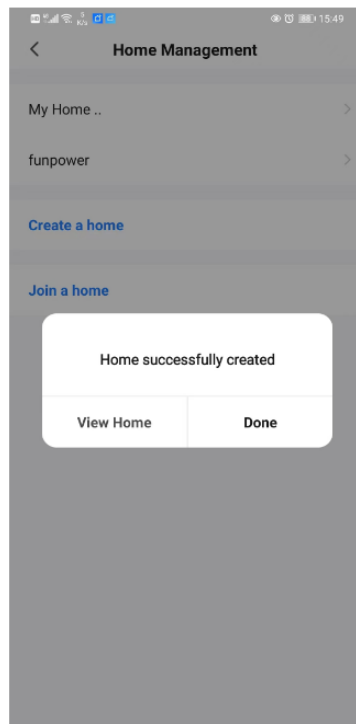 15:49
Home Management
My Home ..
funpower
Create a home
Join a home
Home successfully created
View Home Done